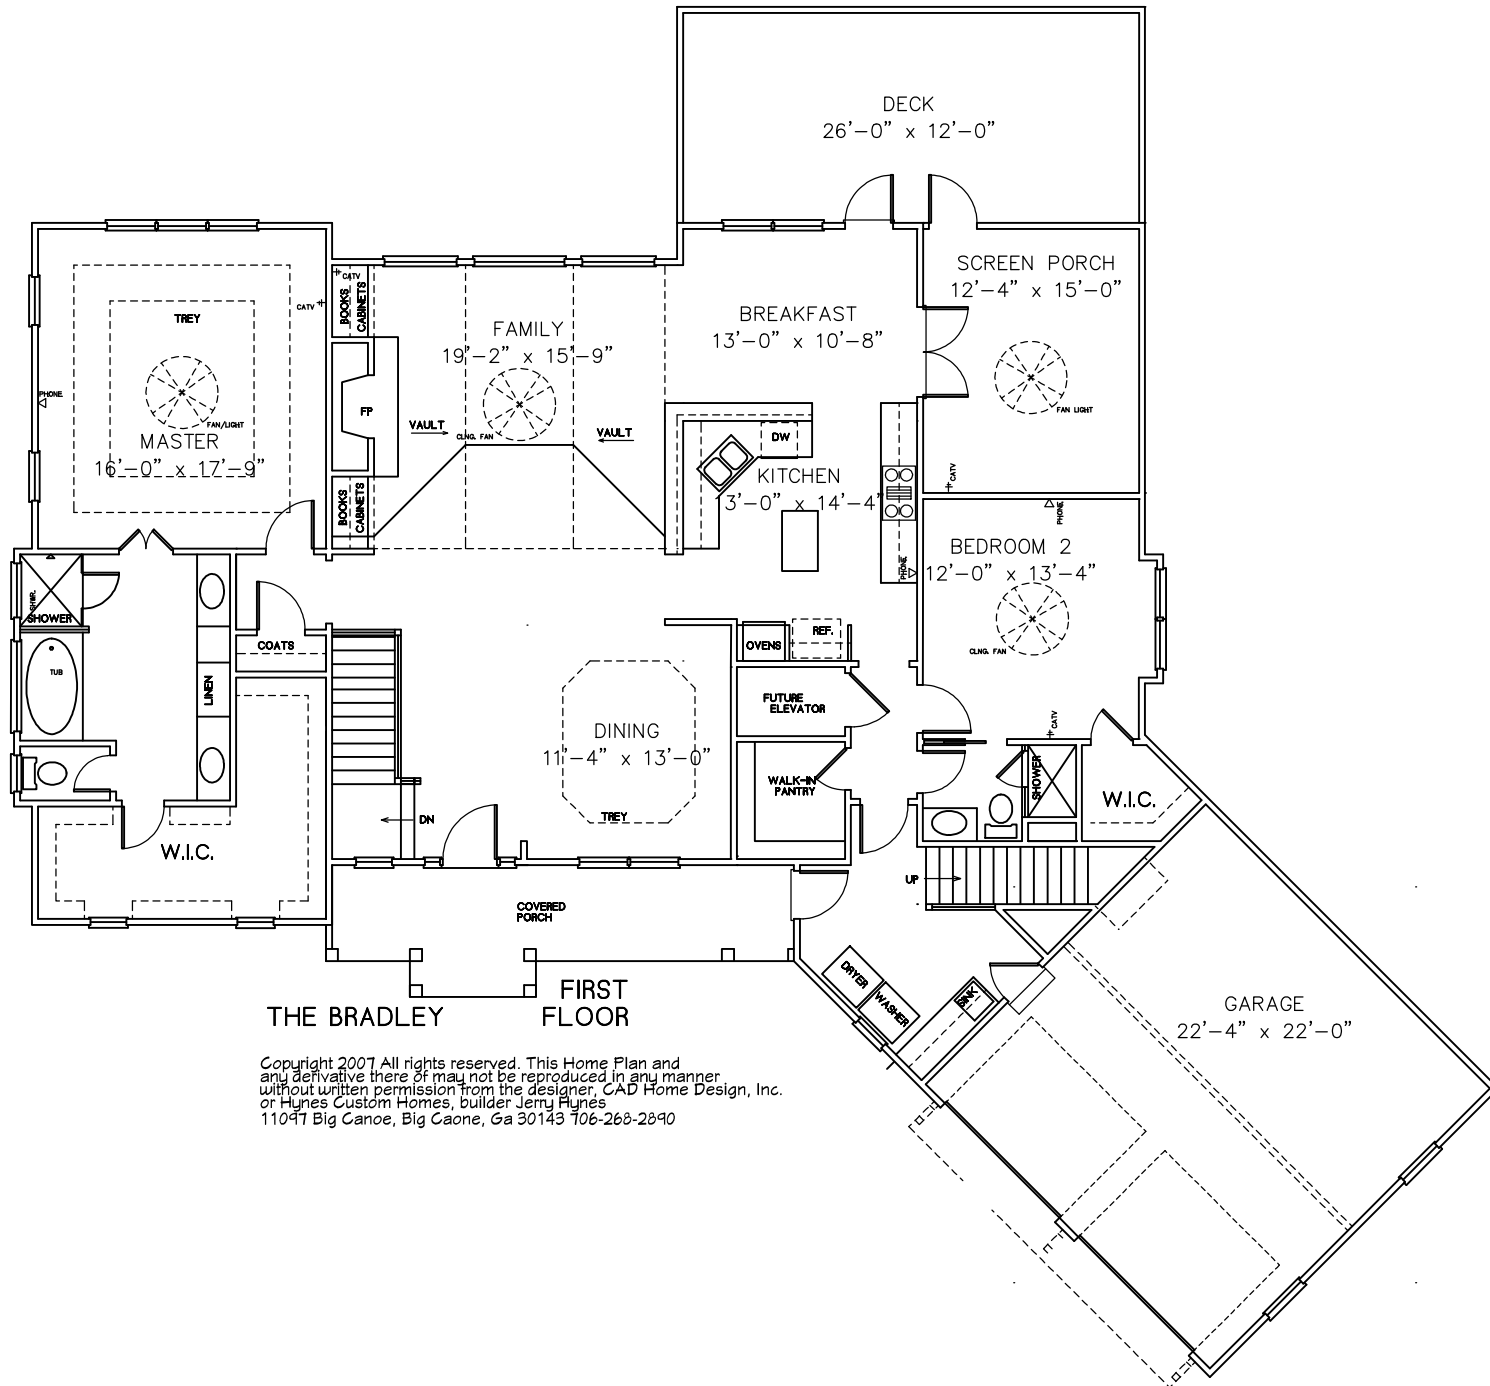 DECK
26'-0" x 12'-0"
SCREEN PORCH
12'-4" x 15'-0"
FAN LIGHT
CATV
CATV
BOOKS
CABINETS
CATV
TREY
PHONE
FAN/LIGHT
MASTER
16'-0" x 17'-9"
FAMILY
19'-2" x 15'-9"
BREAKFAST
13'-0" x 10'-8"
FP
VAULT
CLNG. FAN
VAULT
BOOKS
CABINETS
DW
KITCHEN
3'-0" x 14'-4"
PHONE
PHONE
BEDROOM 2
12'-0" x 13'-4"
CLNG. FAN
CATV
SHWR.
SHOWER
TUB
LINEN
COATS
OVENS
REF.
FUTURE
ELEVATOR
DINING
11'-4" x 13'-0"
TREY
WALK-IN
PANTRY
SHOWER
W.I.C.
DN
W.I.C.
UP
COVERED
PORCH
DRYER
WASHER
SINK
GARAGE
22'-4" x 22'-0"
THE BRADLEY
FIRST
FLOOR
Copyright 2007 All rights reserved. This Home Plan and
any derivative there of may not be reproduced in any manner
without written permission from the designer, CAD Home Design, Inc.
or Hynes Custom Homes, builder Jerry Hynes
11097 Big Canoe, Big Caone, Ga 30143 706-268-2890